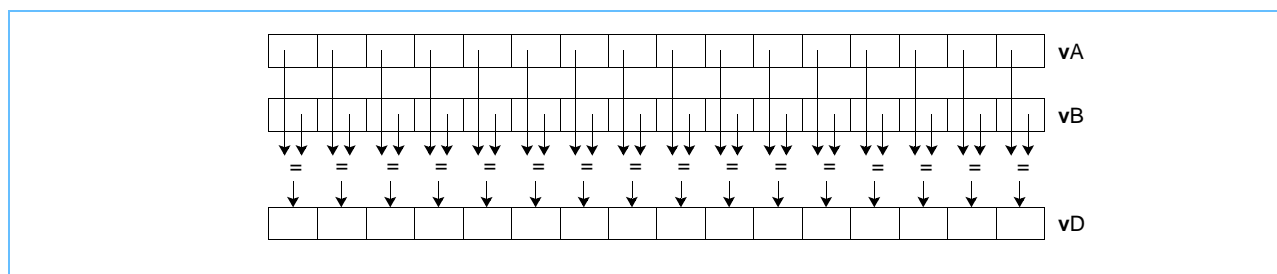 vA
vB
= = = = = = = = = = = = = = = =
vD